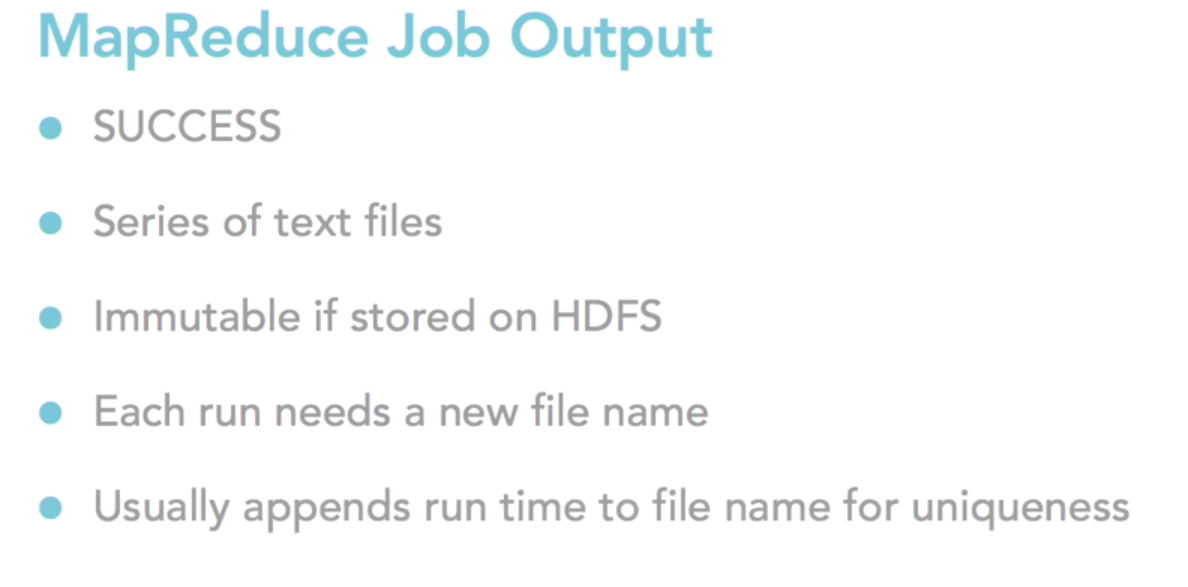 MapReduce Job Output
● SUCCESS
● Series of text files
● Immutable if stored on HDFS
● Each run needs a new file name
● Usually appends run time to file name for uniqueness